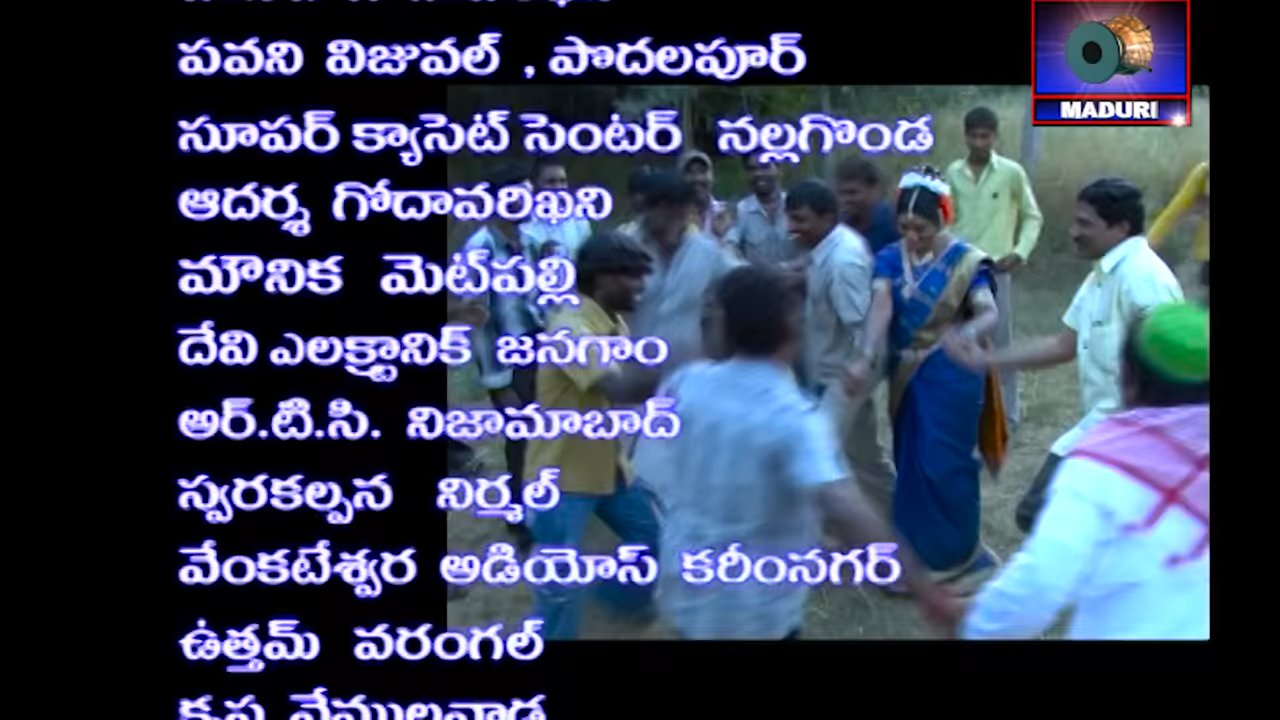 పవని విజువల్ , పొదలపూర్
MADURI
సూపర్ క్యాసెట్ సెంటర్ నల్లగొండ
ఆదర్శ గోదావరిఖని
మౌనిక మెట్‌పల్లి
దేవి ఎలక్ట్రానిక్ జనగాం
అర్.టి.సి. నిజామాబాద్
స్వరకల్పన నిర్మల్
వేంకటేశ్వర అడియోస్ కరీంనగర్
ఉత్తమ్ వరంగల్
వేములవాడ